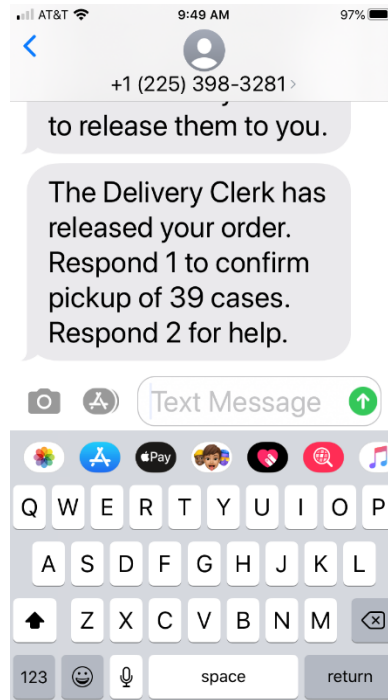 AT&T 9:49 AM 97%
+1 (225) 398-3281
to release them to you.
The Delivery Clerk has
released your order.
Respond 1 to confirm
pickup of 39 cases.
Respond 2 for help.
Text Message
Pay
Q W E R T Y U I O P
A S D F G H J K L
Z X C V B N M
123 space return